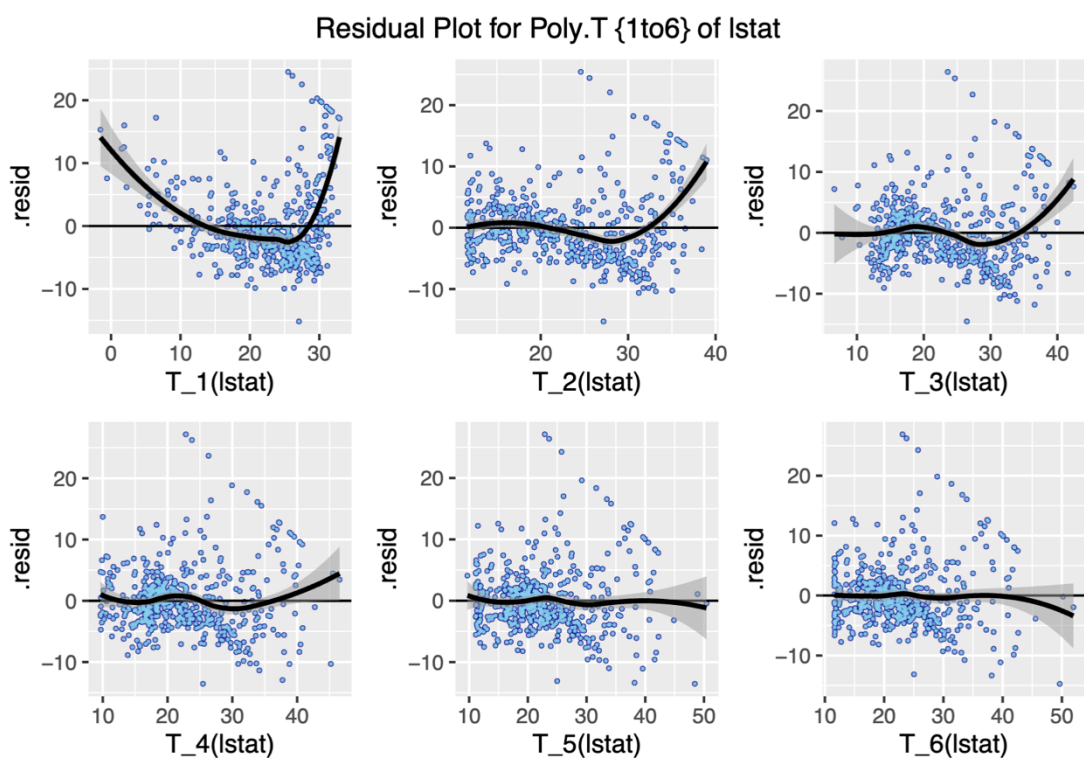 Residual Plot for Poly.T {1to6} of lstat
.resid
20
10
0
−10
0 10 20 30
T_1(lstat)
.resid
20
10
0
−10
20 30 40
T_2(lstat)
.resid
20
10
0
−10
10 20 30 40
T_3(lstat)
.resid
20
10
0
−10
10 20 30 40
T_4(lstat)
.resid
20
10
0
−10
10 20 30 40 50
T_5(lstat)
.resid
20
10
0
−10
10 20 30 40 50
T_6(lstat)